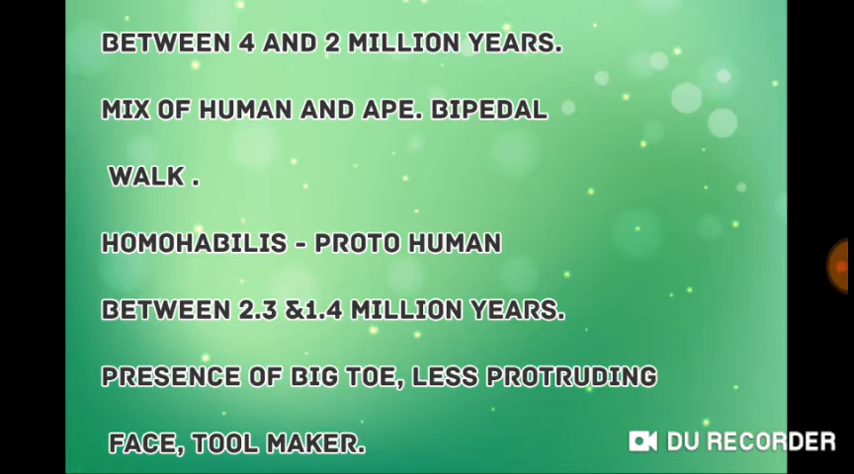 BETWEEN 4 AND 2 MILLION YEARS.
MIX OF HUMAN AND APE. BIPEDAL
WALK .
HOMOHABILIS - PROTO HUMAN
BETWEEN 2.3 &1.4 MILLION YEARS.
PRESENCE OF BIG TOE, LESS PROTRUDING
FACE, TOOL MAKER.
DU RECORDER